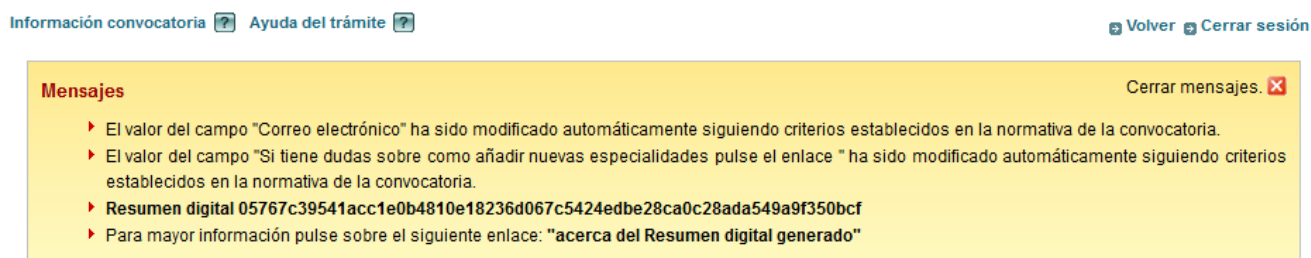 Información convocatoria ? Ayuda del trámite ?
Volver Cerrar sesión
Mensajes
Cerrar mensajes.
El valor del campo "Correo electrónico" ha sido modificado automáticamente siguiendo criterios establecidos en la normativa de la convocatoria.
El valor del campo "Si tiene dudas sobre como añadir nuevas especialidades pulse el enlace " ha sido modificado automáticamente siguiendo criterios
establecidos en la normativa de la convocatoria.
Resumen digital 05767c39541acc1e0b4810e18236d067c5424edbe28ca0c28ada549a9f350bcf
Para mayor información pulse sobre el siguiente enlace: "acerca del Resumen digital generado"